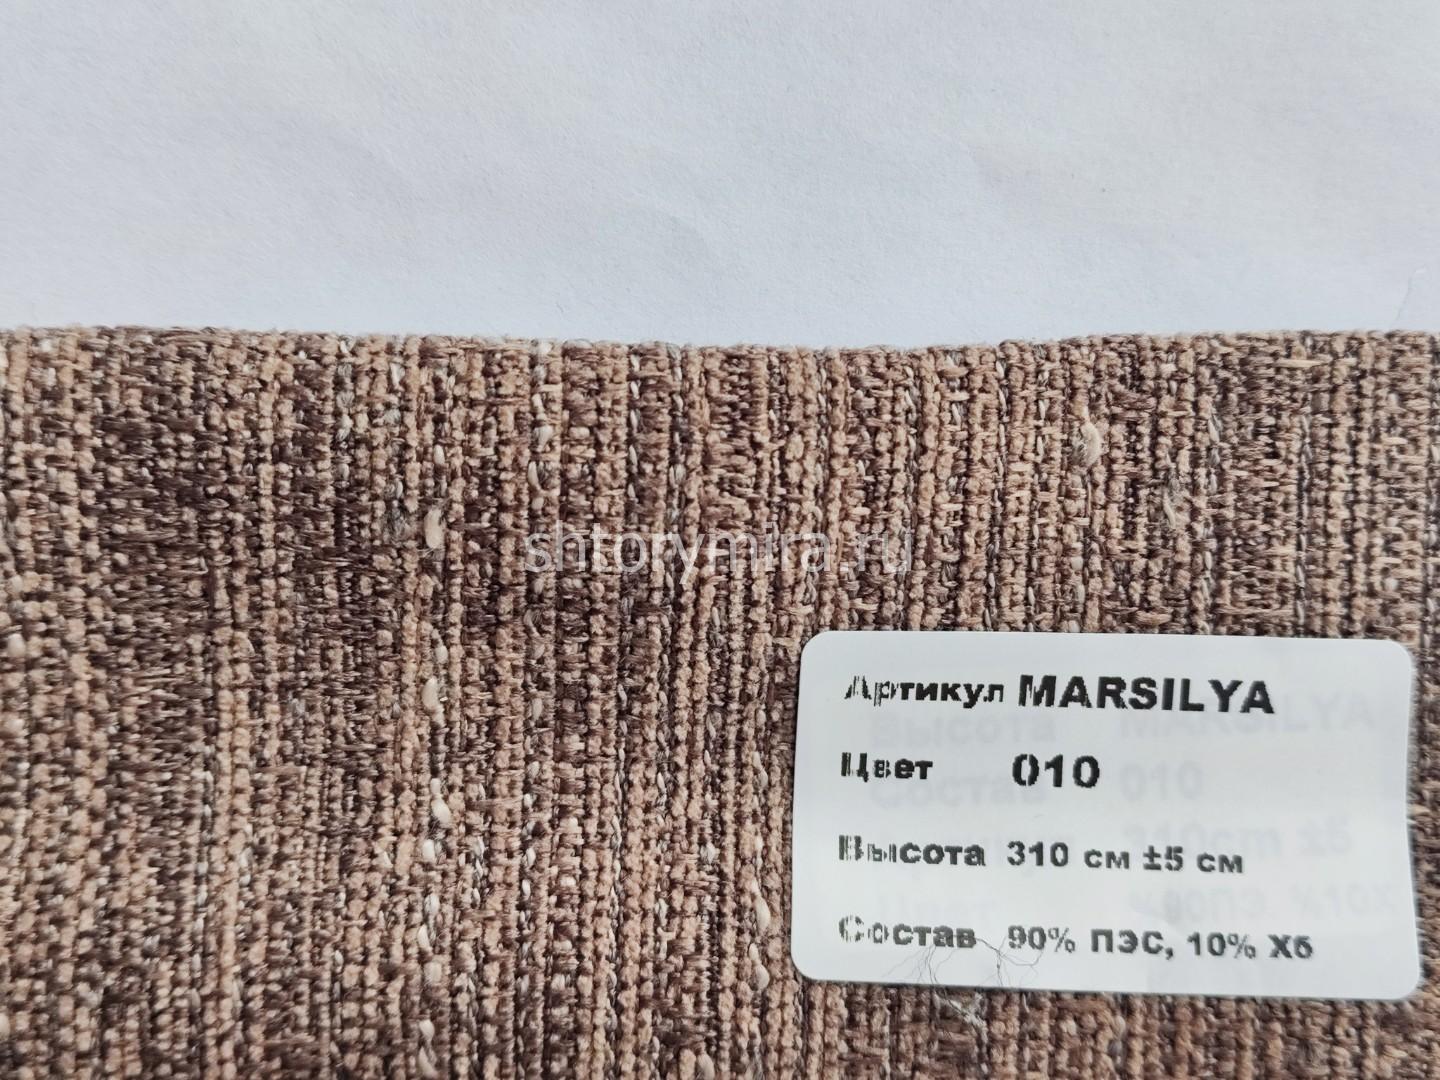 shtorymira.ru
Артикул MARSILYA
Цвет 010
Высота 310 см ±5 см
Состав 90% ПЭС, 10% Хб